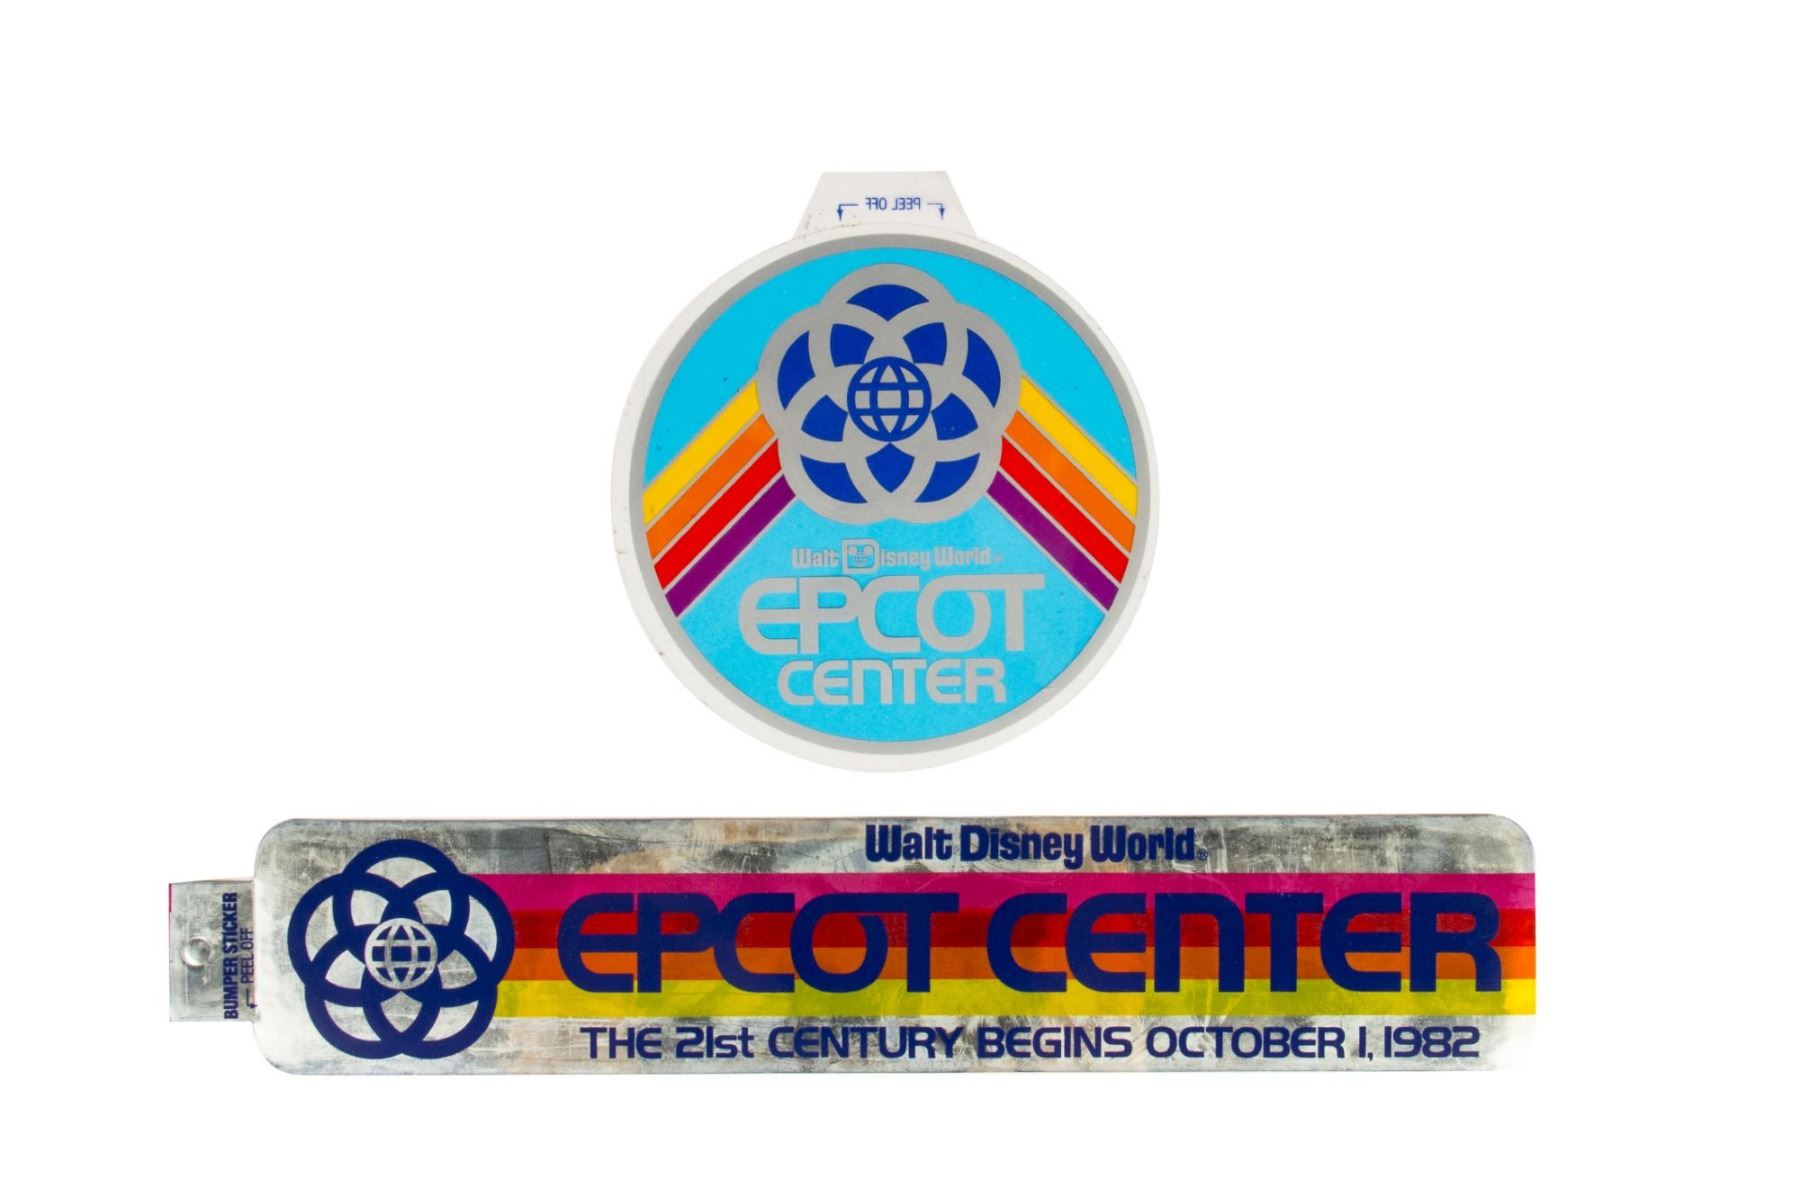 PEEL OFF
Walt Disney World®
EPCOT
CENTER
Walt Disney World®
EPCOT CENTER
THE 21st CENTURY BEGINS OCTOBER 1, 1982
BUMPER STICKER
PEEL OFF